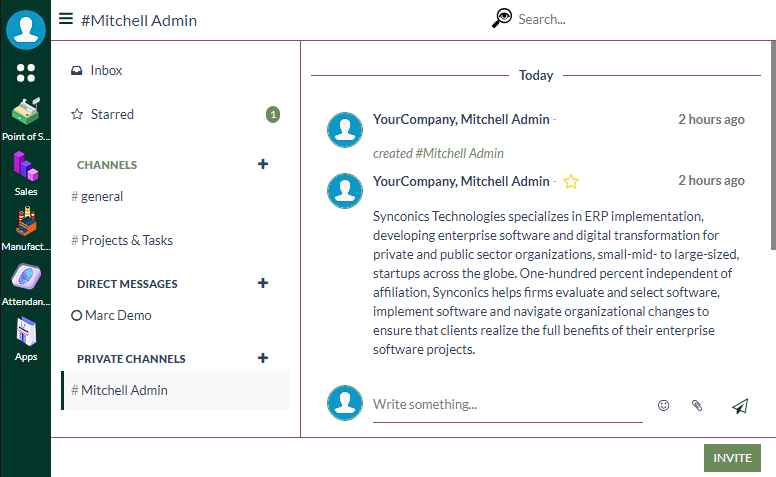 #Mitchell Admin
Search...
Point of S...
Sales
Manufact...
Attendan...
Apps
Inbox
Starred
1
CHANNELS +
# general
# Projects & Tasks
DIRECT MESSAGES +
Marc Demo
PRIVATE CHANNELS +
# Mitchell Admin
Today
YourCompany, Mitchell Admin - 2 hours ago
created #Mitchell Admin
YourCompany, Mitchell Admin - 2 hours ago
Synconics Technologies specializes in ERP implementation,
developing enterprise software and digital transformation for
private and public sector organizations, small-mid- to large-sized,
startups across the globe. One-hundred percent independent of
affiliation, Synconics helps firms evaluate and select software,
implement software and navigate organizational changes to
ensure that clients realize the full benefits of their enterprise
software projects.
Write something...
INVITE